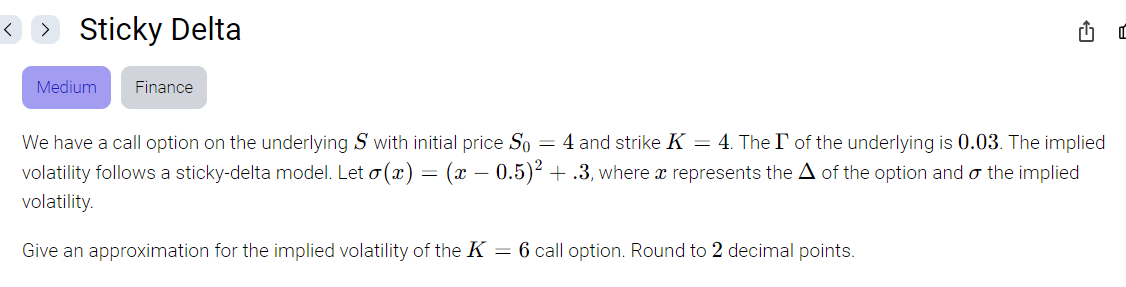 Sticky Delta
Medium Finance
We have a call option on the underlying S with initial price S₀ = 4 and strike K = 4. The Γ of the underlying is 0.03. The implied
volatility follows a sticky-delta model. Let σ(x) = (x − 0.5)² + .3, where x represents the Δ of the option and σ the implied
volatility.
Give an approximation for the implied volatility of the K = 6 call option. Round to 2 decimal points.